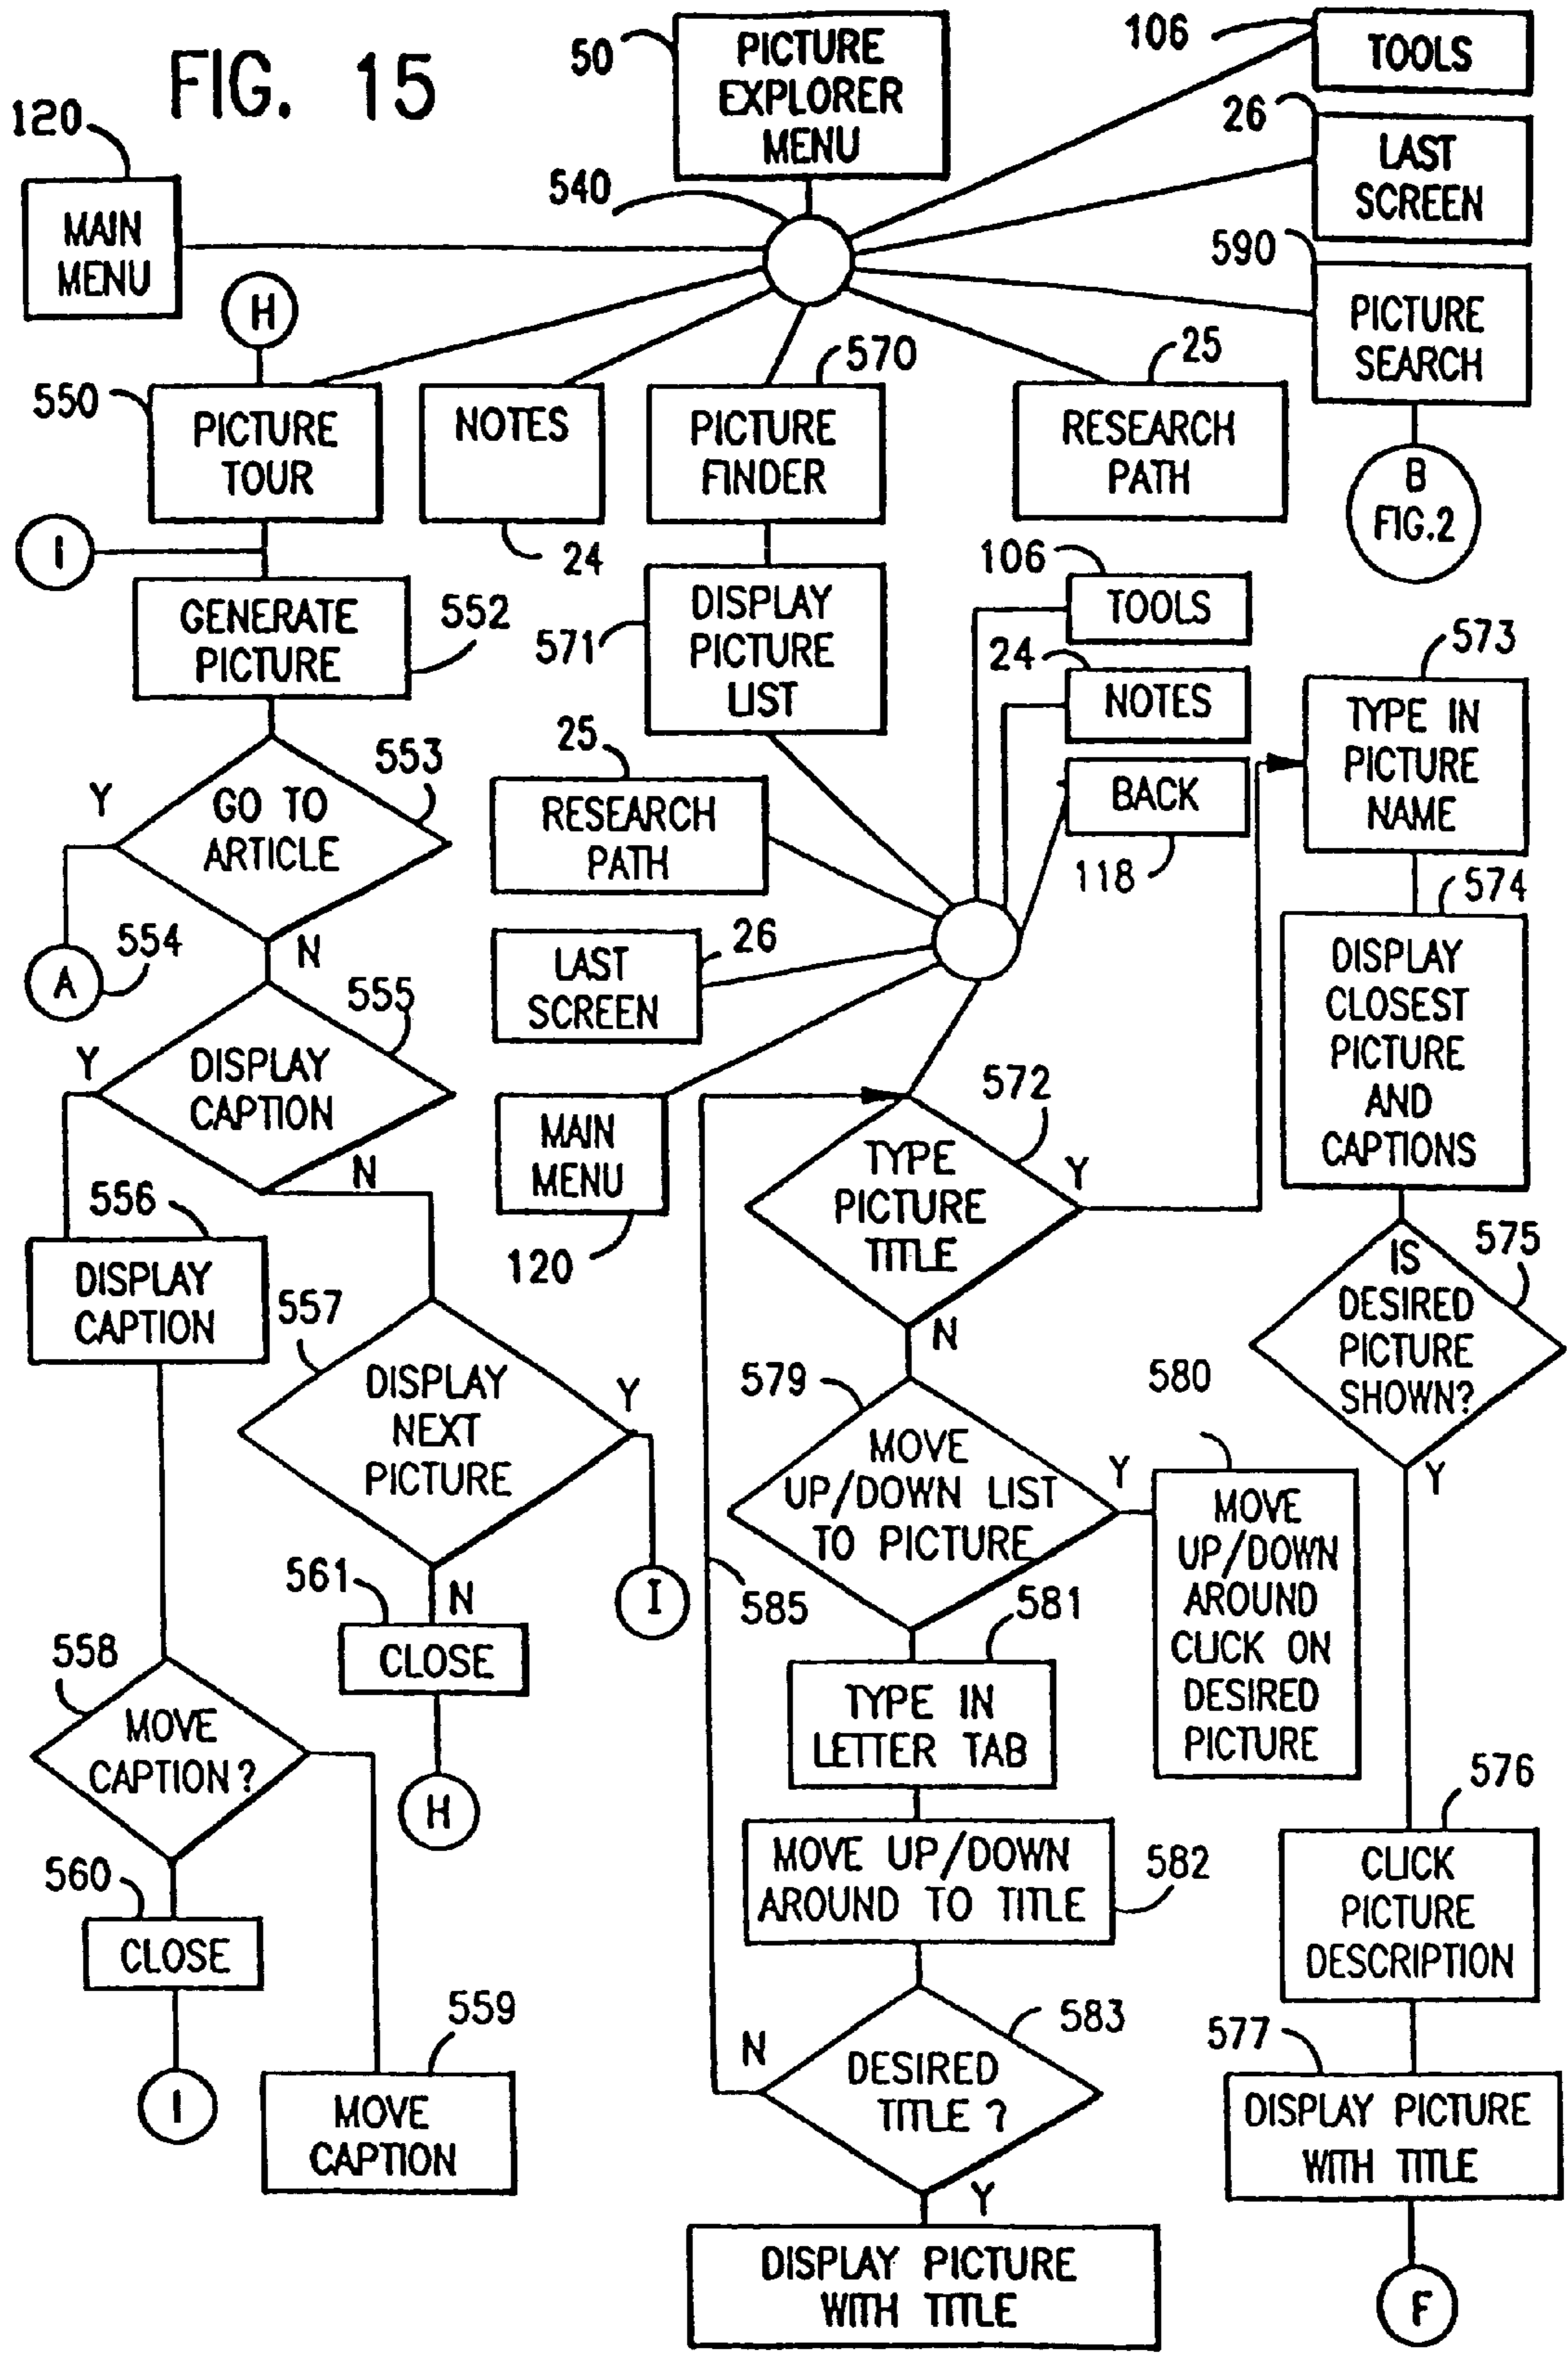 FIG. 15
50
PICTURE
EXPLORER
MENU
106
TOOLS
26
LAST
SCREEN
120
MAIN
MENU
540
590
PICTURE
SEARCH
B
FIG.2
H
550
PICTURE
TOUR
NOTES
24
570
PICTURE
FINDER
25
RESEARCH
PATH
I
GENERATE
PICTURE
552
553
Y
GO TO
ARTICLE
N
554
A
555
Y
DISPLAY
CAPTION
N
556
DISPLAY
CAPTION
557
DISPLAY
NEXT
PICTURE
Y
I
N
561
CLOSE
H
558
MOVE
CAPTION?
560
CLOSE
I
559
MOVE
CAPTION
571
DISPLAY
PICTURE
LIST
106
TOOLS
24
NOTES
BACK
118
25
RESEARCH
PATH
26
LAST
SCREEN
MAIN
MENU
120
572
TYPE
PICTURE
TITLE
Y
N
579
MOVE
UP/DOWN LIST
TO PICTURE
Y
580
MOVE
UP/DOWN
AROUND
CLICK ON
DESIRED
PICTURE
585
581
TYPE IN
LETTER TAB
MOVE UP/DOWN
AROUND TO TITLE
582
583
N
DESIRED
TITLE?
Y
DISPLAY PICTURE
WITH TITLE
573
TYPE IN
PICTURE
NAME
574
DISPLAY
CLOSEST
PICTURE
AND
CAPTIONS
575
IS
DESIRED
PICTURE
SHOWN?
Y
576
CLICK
PICTURE
DESCRIPTION
577
DISPLAY PICTURE
WITH TITLE
F